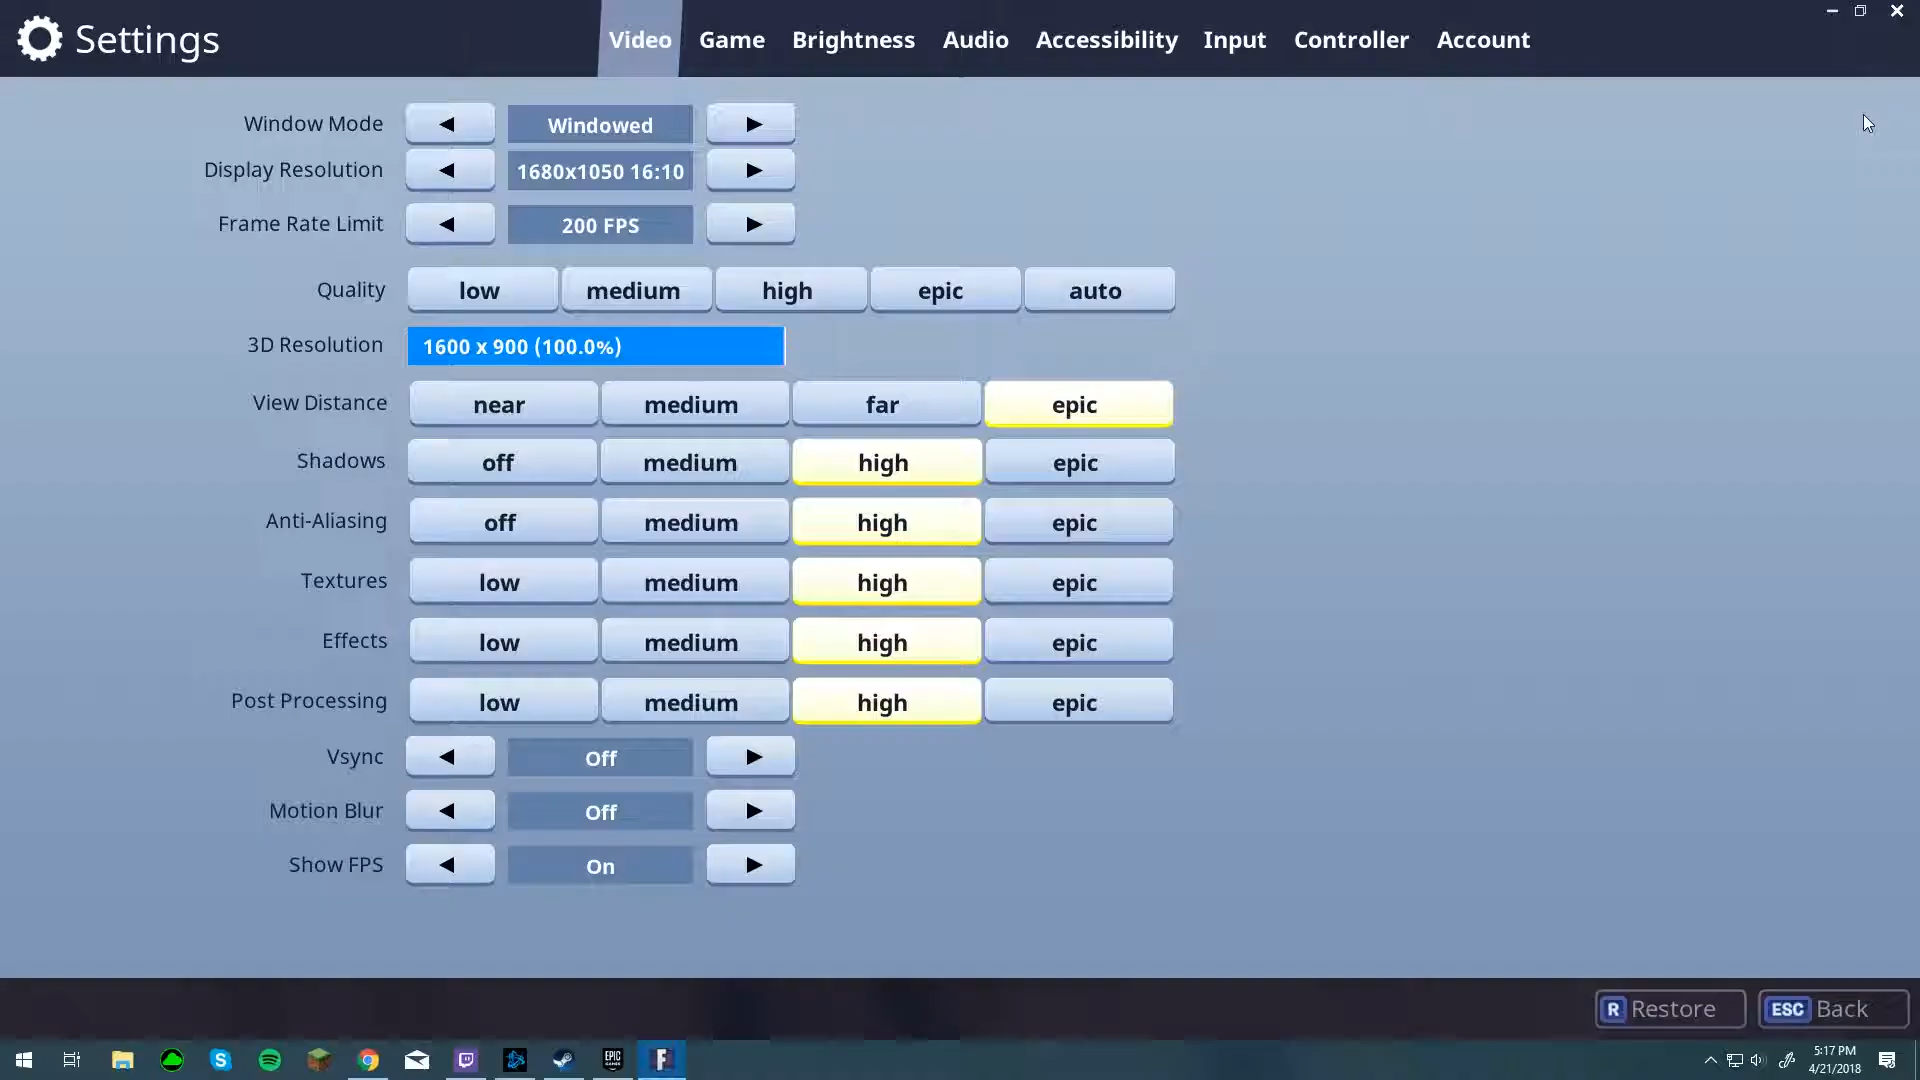 Settings
Video Game Brightness Audio Accessibility Input Controller Account
Window Mode Windowed
Display Resolution 1680x1050 16:10
Frame Rate Limit 200 FPS
Quality low medium high epic auto
3D Resolution 1600 x 900 (100.0%)
View Distance near medium far epic
Shadows off medium high epic
Anti-Aliasing off medium high epic
Textures low medium high epic
Effects low medium high epic
Post Processing low medium high epic
Vsync Off
Motion Blur Off
Show FPS On
R Restore ESC Back
S EPIC GAMES F 5:17 PM
4/21/2018